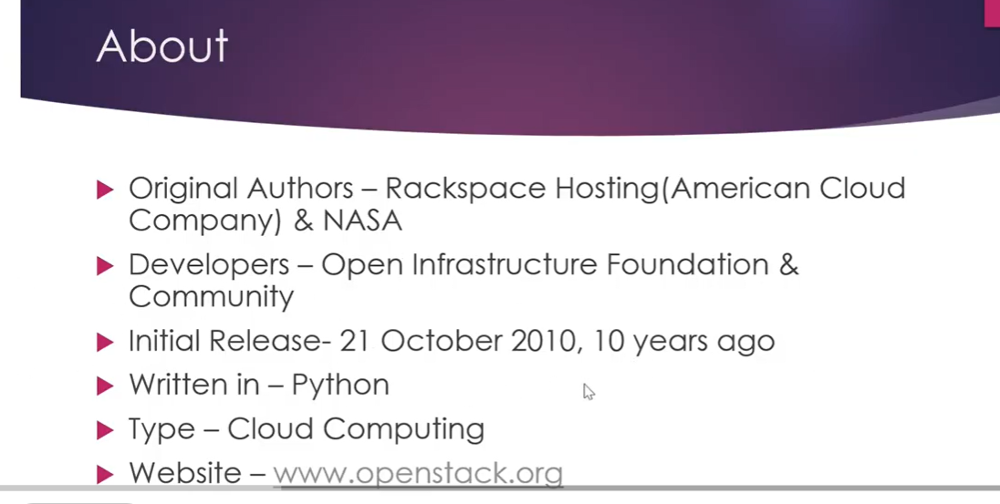 About
Original Authors – Rackspace Hosting(American Cloud
Company) & NASA
Developers – Open Infrastructure Foundation &
Community
Initial Release- 21 October 2010, 10 years ago
Written in – Python
Type – Cloud Computing
Website – www.openstack.org